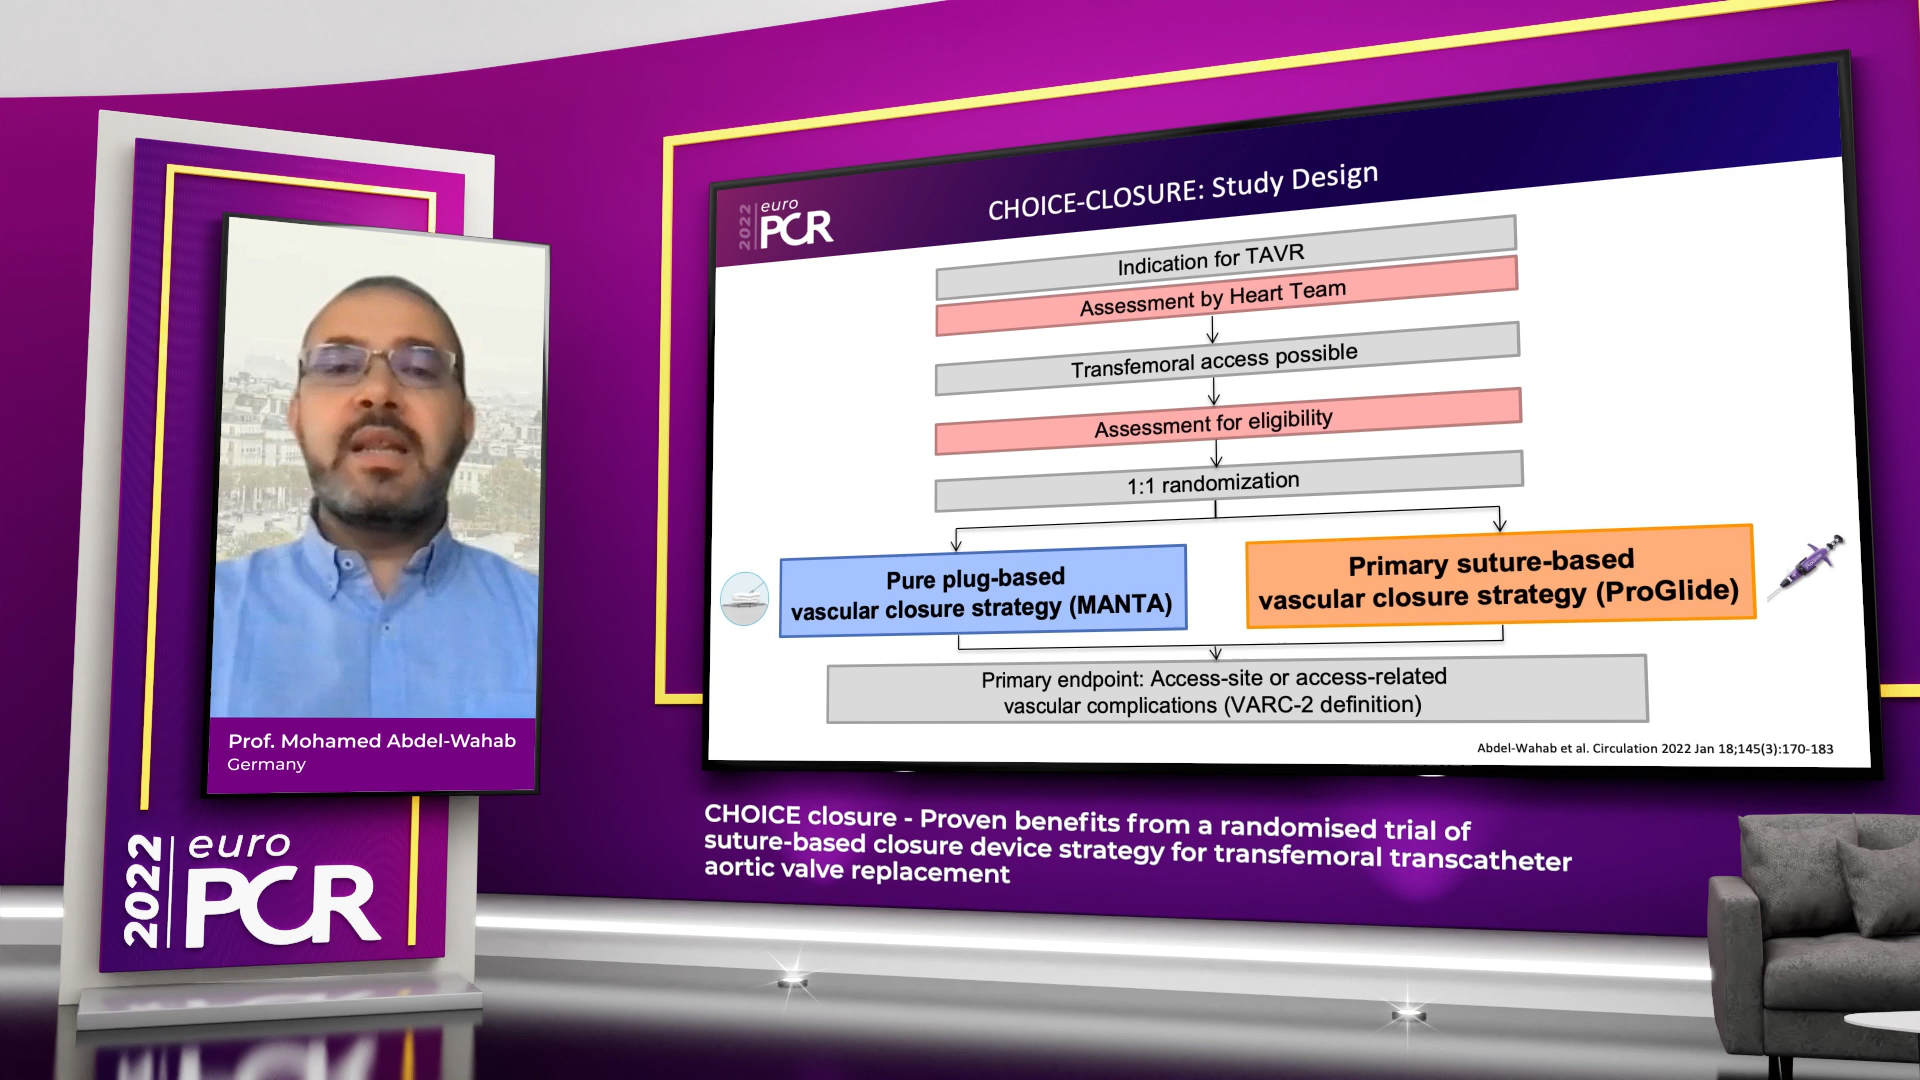 2022 euro
PCR
CHOICE-CLOSURE: Study Design
Indication for TAVR
Assessment by Heart Team
Transfemoral access possible
Assessment for eligibility
1:1 randomization
Pure plug-based
vascular closure strategy (MANTA)
Primary suture-based
vascular closure strategy (ProGlide)
Primary endpoint: Access-site or access-related
vascular complications (VARC-2 definition)
Abdel-Wahab et al. Circulation 2022 Jan 18;145(3):170-183
Prof. Mohamed Abdel-Wahab
Germany
2022 euro
PCR
CHOICE closure - Proven benefits from a randomised trial of
suture-based closure device strategy for transfemoral transcatheter
aortic valve replacement